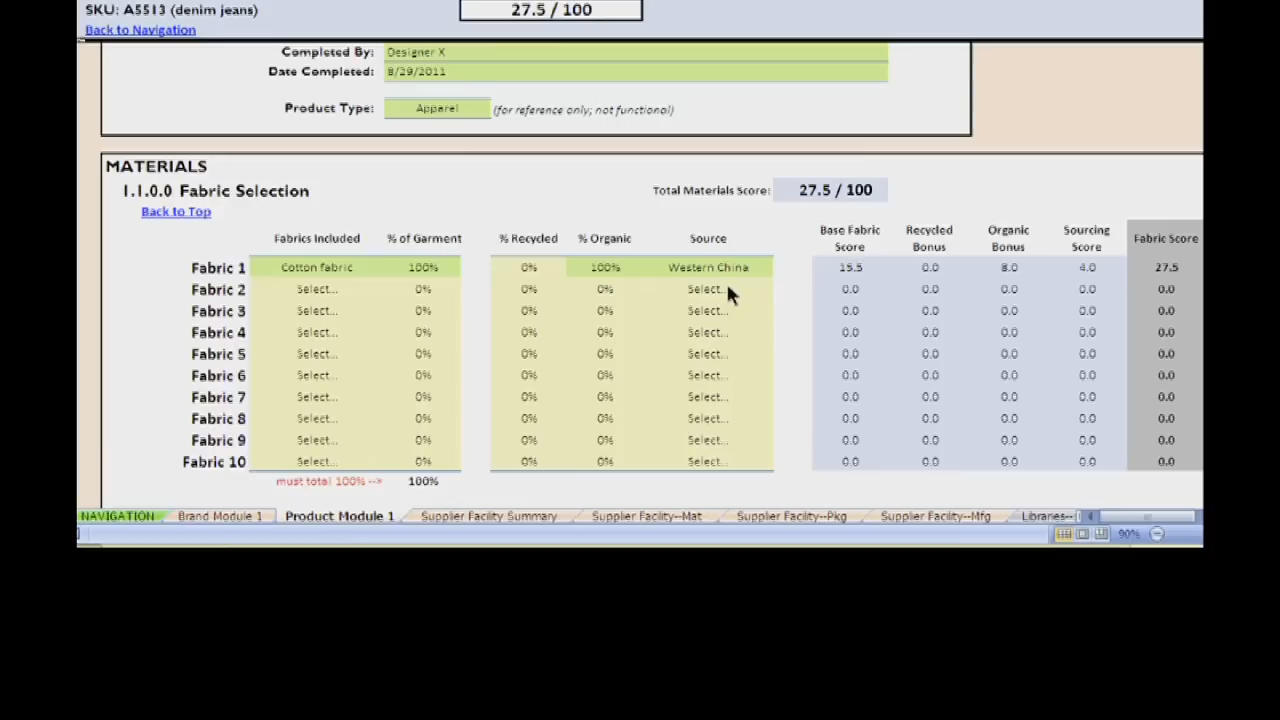 SKU: A5513 (denim jeans) 27.5 / 100
Back to Navigation
Completed By: Designer X
Date Completed: 8/29/2011
Product Type: Apparel (for reference only; not functional)
MATERIALS
1.1.0.0 Fabric Selection Total Materials Score: 27.5 / 100
Back to Top
Fabrics Included % of Garment % Recycled % Organic Source Base Fabric Score Recycled Bonus Organic Bonus Sourcing Score Fabric Score
Fabric 1 Cotton fabric 100% 0% 100% Western China 15.5 0.0 8.0 4.0 27.5
Fabric 2 Select... 0% 0% 0% Select... 0.0 0.0 0.0 0.0 0.0
Fabric 3 Select... 0% 0% 0% Select... 0.0 0.0 0.0 0.0 0.0
Fabric 4 Select... 0% 0% 0% Select... 0.0 0.0 0.0 0.0 0.0
Fabric 5 Select... 0% 0% 0% Select... 0.0 0.0 0.0 0.0 0.0
Fabric 6 Select... 0% 0% 0% Select... 0.0 0.0 0.0 0.0 0.0
Fabric 7 Select... 0% 0% 0% Select... 0.0 0.0 0.0 0.0 0.0
Fabric 8 Select... 0% 0% 0% Select... 0.0 0.0 0.0 0.0 0.0
Fabric 9 Select... 0% 0% 0% Select... 0.0 0.0 0.0 0.0 0.0
Fabric 10 Select... 0% 0% 0% Select... 0.0 0.0 0.0 0.0 0.0
must total 100% --> 100%
NAVIGATION Brand Module 1 Product Module 1 Supplier Facility Summary Supplier Facility--Mat Supplier Facility--Pkg Supplier Facility--Mfg Libraries--
90%